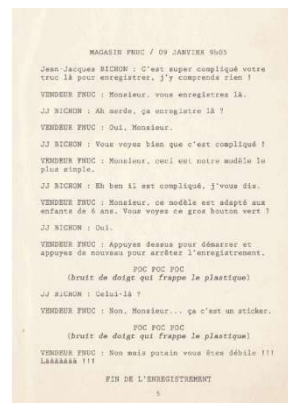 MAGASIN FNUC / 09 JANVIER 9h05
Jean-Jacques BICHON : C'est super compliqué votre
truc là pour enregistrer, j'y comprends rien !
VENDEUR FNUC : Monsieur, vous enregistrez là.
JJ BICHON : Ah merde, ça enregistre là ?
VENDEUR FNUC : Oui, Monsieur.
JJ BICHON : Vous voyez bien que c'est compliqué !
VENDEUR FNUC : Monsieur, ceci est notre modèle le
plus simple.
JJ BICHON : Eh ben il est compliqué, j'vous dis.
VENDEUR FNUC : Monsieur, ce modèle est adapté aux
enfants de 6 ans. Vous voyez ce gros bouton vert ?
JJ BICHON : Oui.
VENDEUR FNUC : Appuyez dessus pour démarrer et
appuyez de nouveau pour arrêter l'enregistrement.
POC POC POC
(bruit de doigt qui frappe le plastique)
JJ BICHON : Celui-là ?
VENDEUR FNUC : Non, Monsieur... ça c'est un sticker.
POC POC POC
(bruit de doigt qui frappe le plastique)
VENDEUR FNUC : Non mais putain vous êtes débile !!!
Lààààààà !!!
FIN DE L'ENREGISTREMENT
5